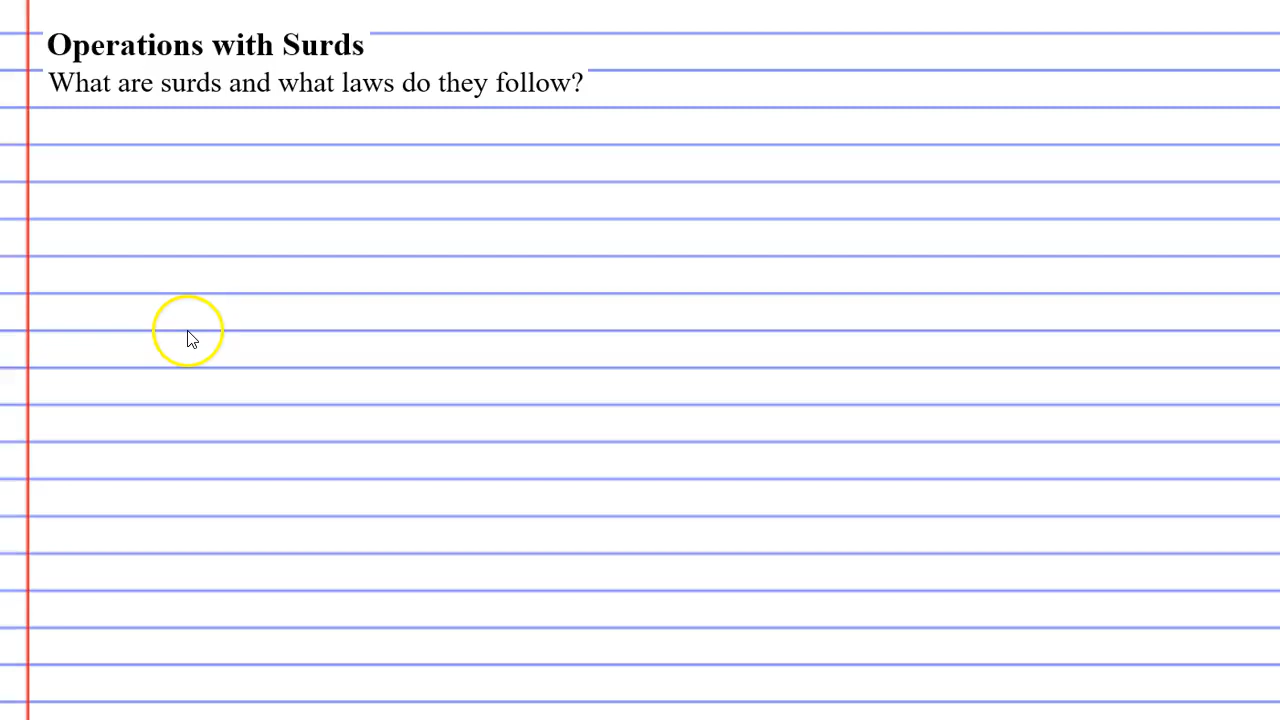 Operations with Surds
What are surds and what laws do they follow?